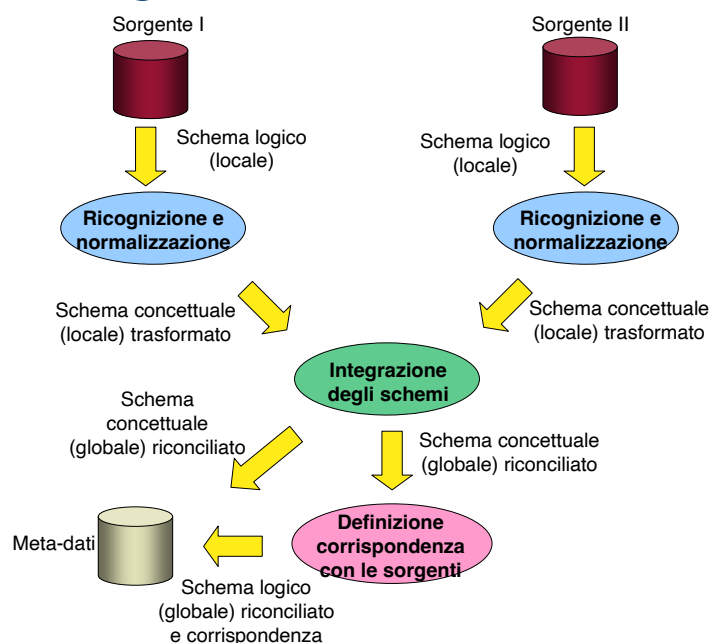 Sorgente I
Sorgente II
Schema logico
(locale)
Schema logico
(locale)
Ricognizione e
normalizzazione
Ricognizione e
normalizzazione
Schema concettuale
(locale) trasformato
Schema concettuale
(locale) trasformato
Integrazione
degli schemi
Schema
concettuale
(globale) riconciliato
Schema concettuale
(globale) riconciliato
Meta-dati
Definizione
corrispondenza
con le sorgenti
Schema logico
(globale) riconciliato
e corrispondenza